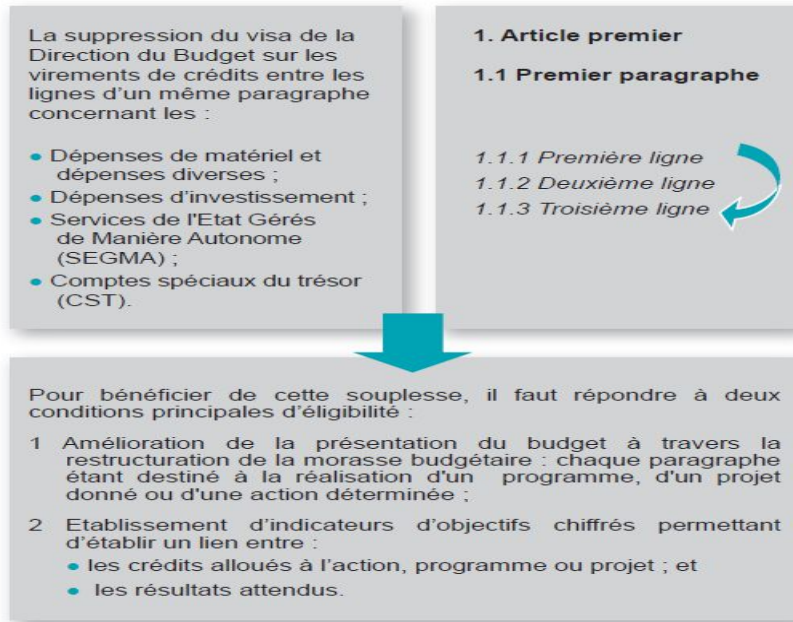 La suppression du visa de la
Direction du Budget sur les
virements de crédits entre les
lignes d'un même paragraphe
concernant les :
• Dépenses de matériel et
dépenses diverses ;
• Dépenses d'investissement ;
• Services de l'Etat Gérés
de Manière Autonome
(SEGMA) ;
• Comptes spéciaux du trésor
(CST).
1. Article premier
1.1 Premier paragraphe
1.1.1 Première ligne
1.1.2 Deuxième ligne
1.1.3 Troisième ligne
Pour bénéficier de cette souplesse, il faut répondre à deux
conditions principales d'éligibilité :
1 Amélioration de la présentation du budget à travers la
restructuration de la morasse budgétaire : chaque paragraphe
étant destiné à la réalisation d'un programme, d'un projet
donné ou d'une action déterminée ;
2 Etablissement d'indicateurs d'objectifs chiffrés permettant
d'établir un lien entre :
• les crédits alloués à l'action, programme ou projet ; et
• les résultats attendus.